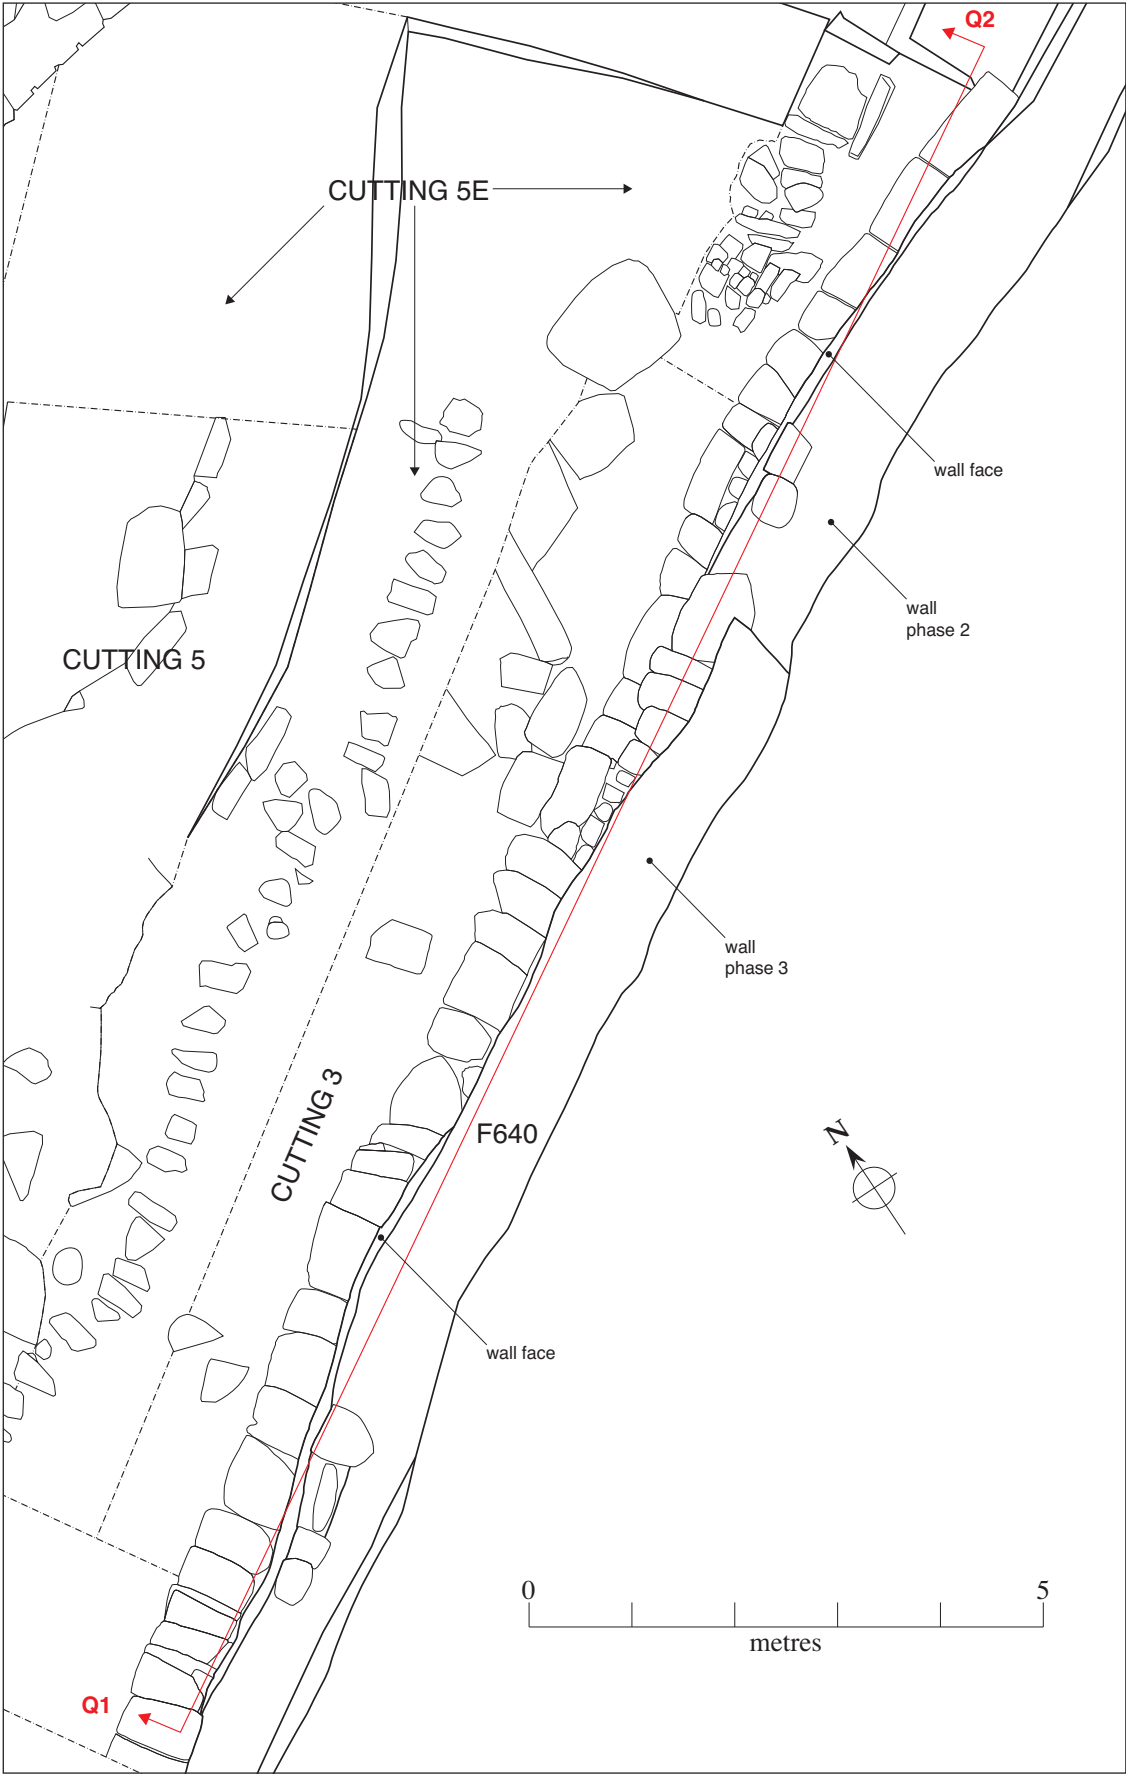 Q2
CUTTING 5E
wall face
wall
phase 2
CUTTING 5
wall
phase 3
CUTTING 3
F640
N
wall face
0 5
metres
Q1